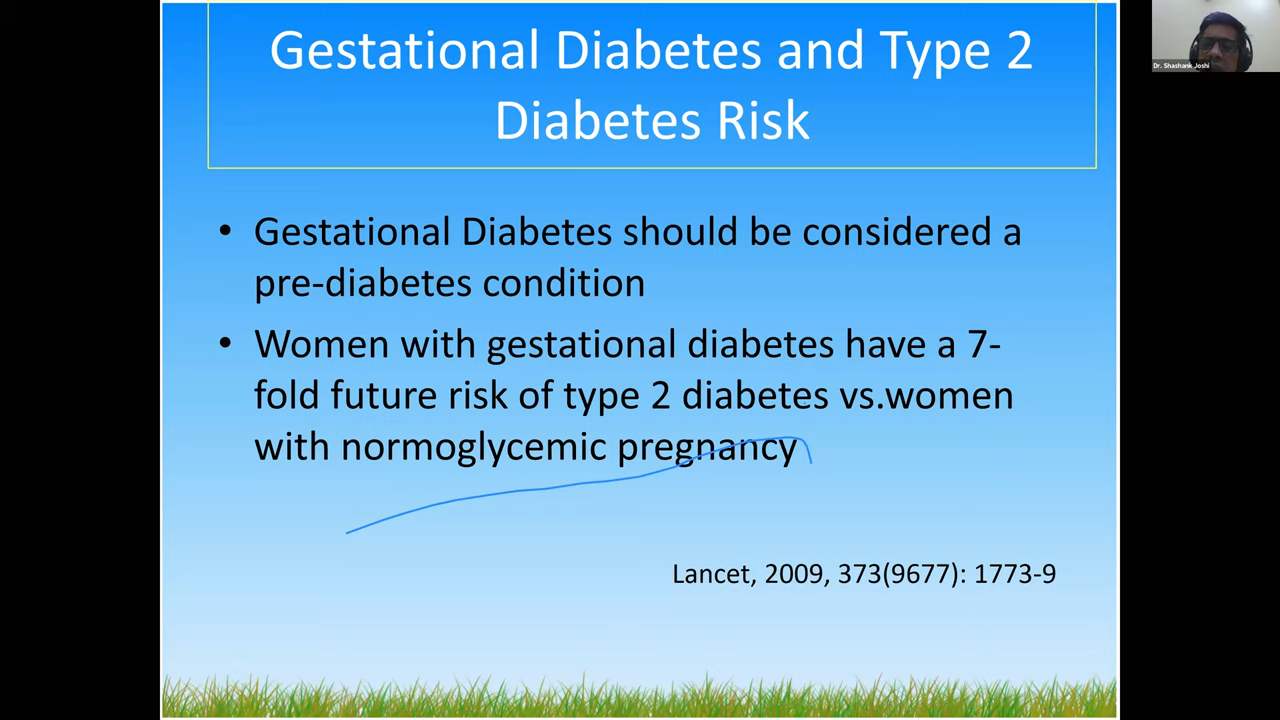 Gestational Diabetes and Type 2
Diabetes Risk
Dr. Shashank Joshi
• Gestational Diabetes should be considered a
pre-diabetes condition
• Women with gestational diabetes have a 7-
fold future risk of type 2 diabetes vs.women
with normoglycemic pregnancy
Lancet, 2009, 373(9677): 1773-9